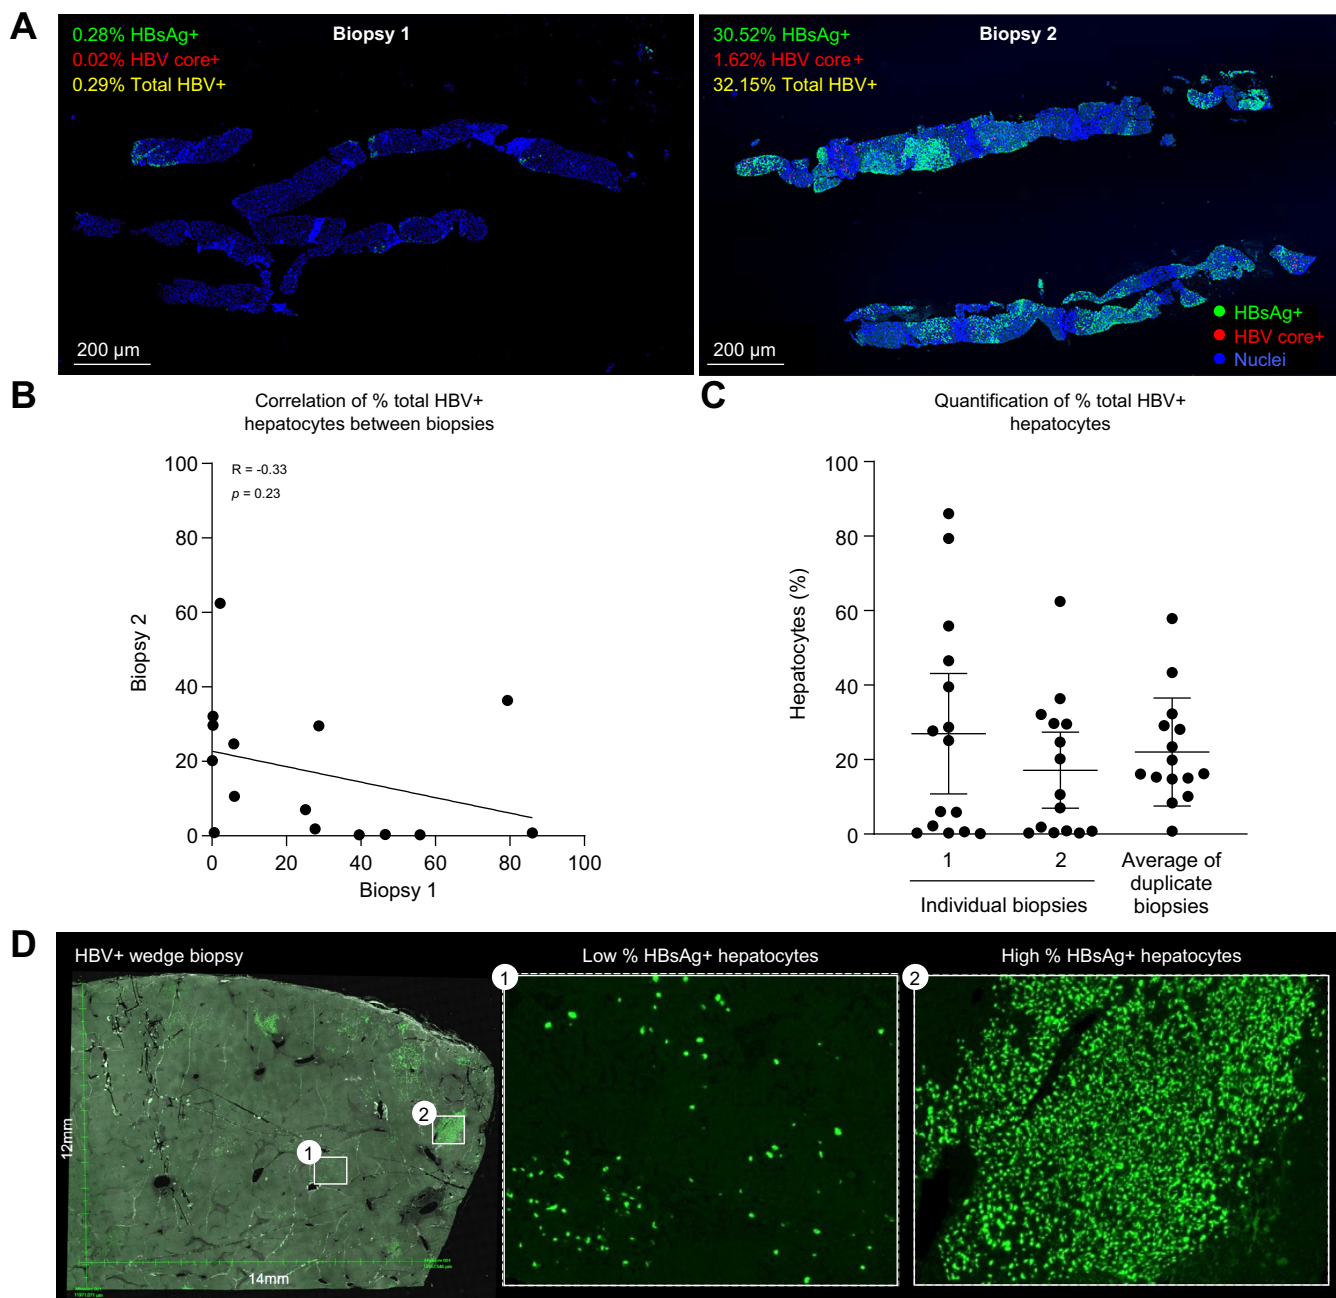 A
0.28% HBsAg+
0.02% HBV core+
0.29% Total HBV+
Biopsy 1
200 µm
30.52% HBsAg+
1.62% HBV core+
32.15% Total HBV+
Biopsy 2
200 µm
HBsAg+
HBV core+
Nuclei
B
Correlation of % total HBV+
hepatocytes between biopsies
R = -0.33
p = 0.23
100
80
60
40
20
0
Biopsy 2
0 20 40 60 80 100
Biopsy 1
C
Quantification of % total HBV+
hepatocytes
100
80
60
40
20
0
Hepatocytes (%)
1 2
Individual biopsies
Average of
duplicate
biopsies
D
HBV+ wedge biopsy
12mm
14mm
1
2
1
Low % HBsAg+ hepatocytes
2
High % HBsAg+ hepatocytes